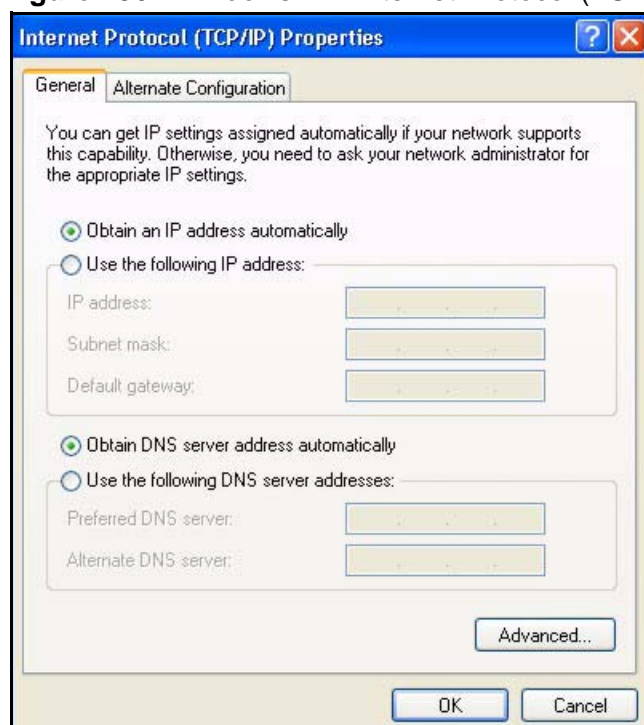 Internet Protocol (TCP/IP) Properties
General
Alternate Configuration
You can get IP settings assigned automatically if your network supports
this capability. Otherwise, you need to ask your network administrator for
the appropriate IP settings.
Obtain an IP address automatically
Use the following IP address:
IP address:
Subnet mask:
Default gateway:
Obtain DNS server address automatically
Use the following DNS server addresses:
Preferred DNS server:
Alternate DNS server:
Advanced...
OK
Cancel